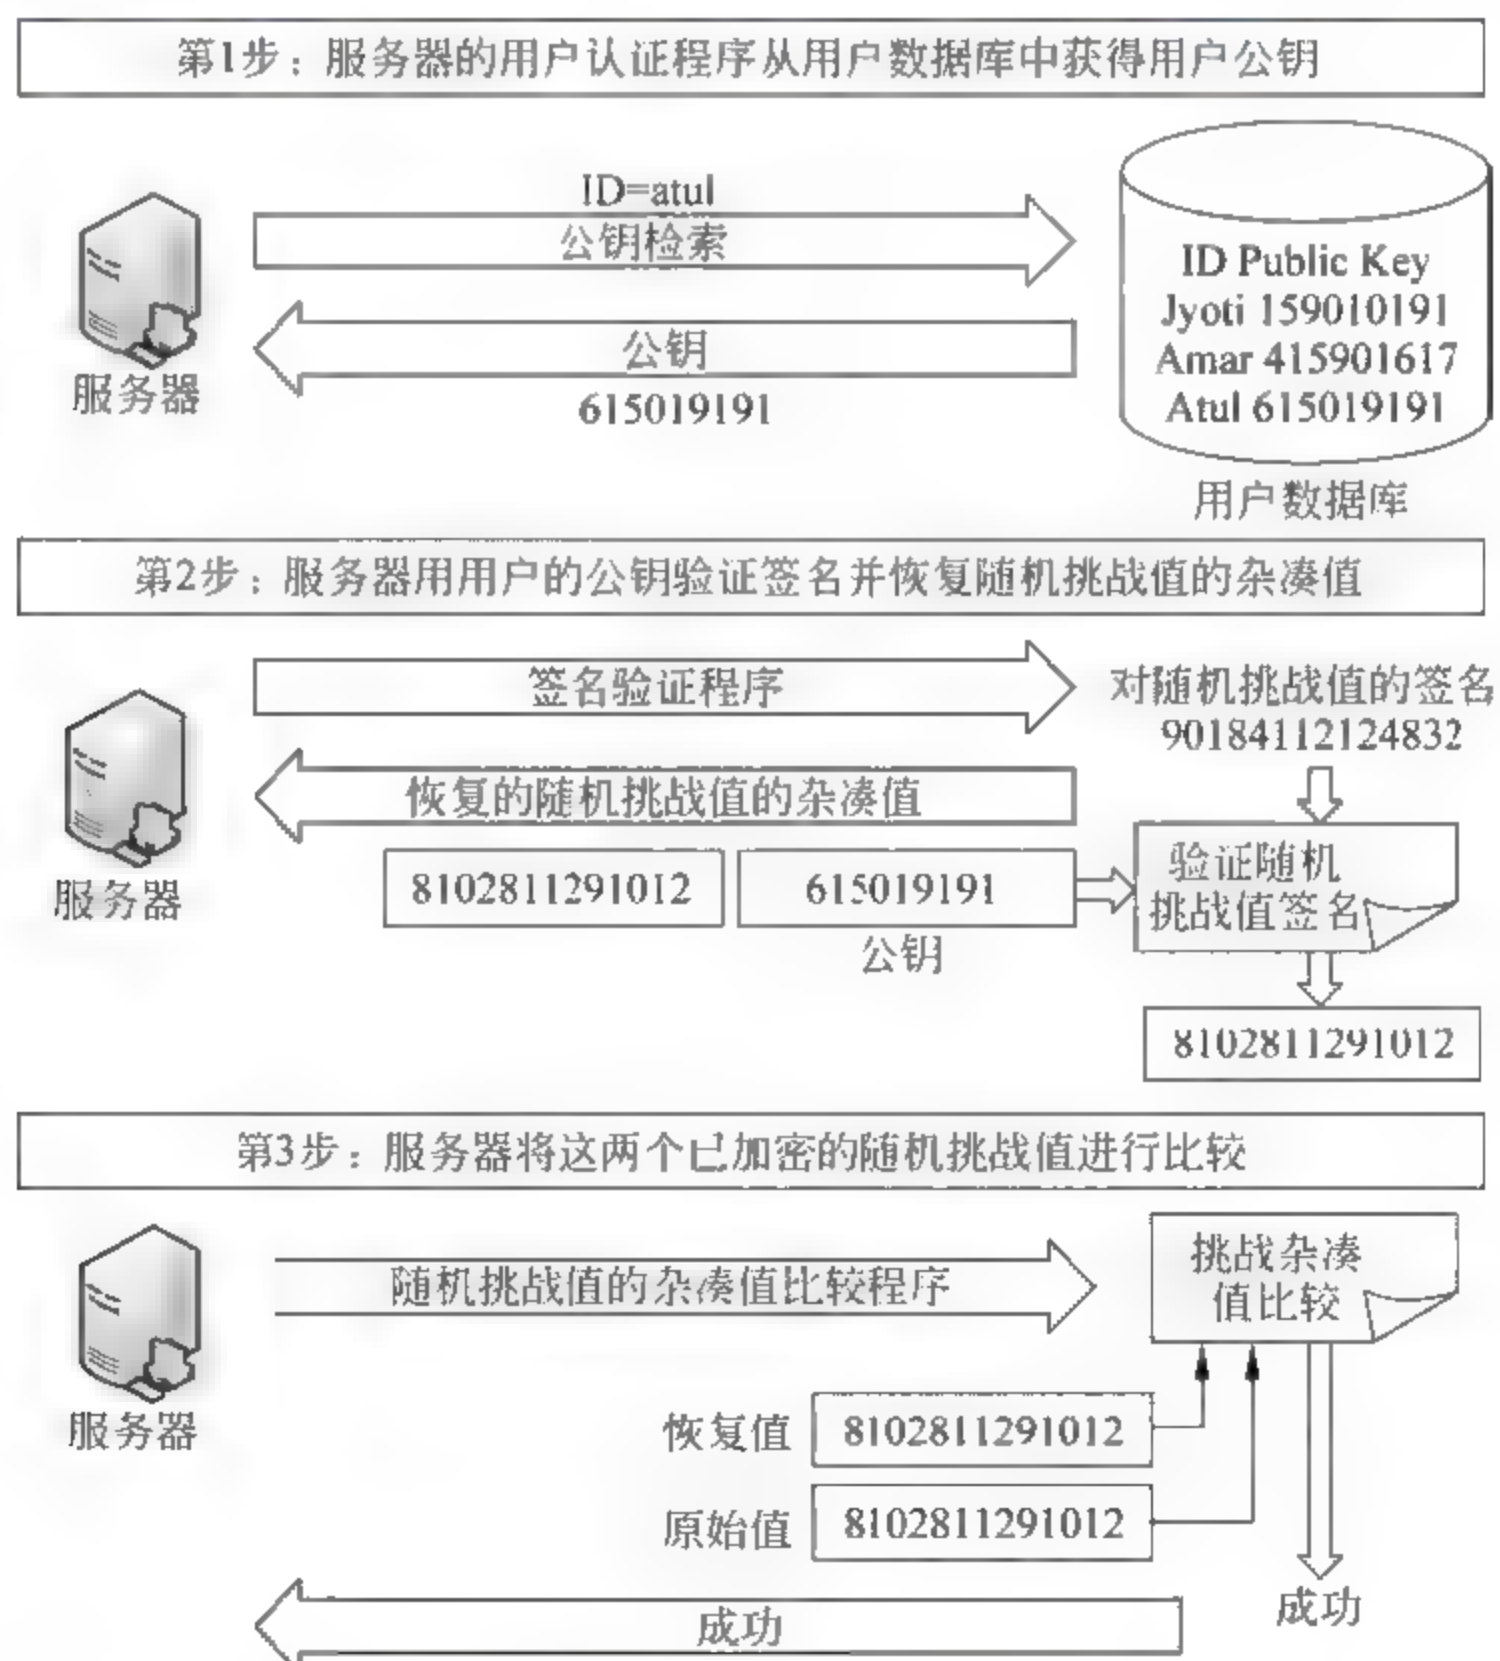 第1步：服务器的用户认证程序从用户数据库中获得用户公钥
ID=atul
公钥检索
公钥
615019191
服务器
ID Public Key
Jyoti 159010191
Amar 415901617
Atul 615019191
用户数据库
第2步：服务器用用户的公钥验证签名并恢复随机挑战值的杂凑值
签名验证程序
对随机挑战值的签名
90184112124832
恢复的随机挑战值的杂凑值
服务器
8102811291012
615019191
公钥
验证随机
挑战值签名
8102811291012
第3步：服务器将这两个已加密的随机挑战值进行比较
随机挑战值的杂凑值比较程序
挑战杂凑
值比较
服务器
恢复值
8102811291012
原始值
8102811291012
成功
成功